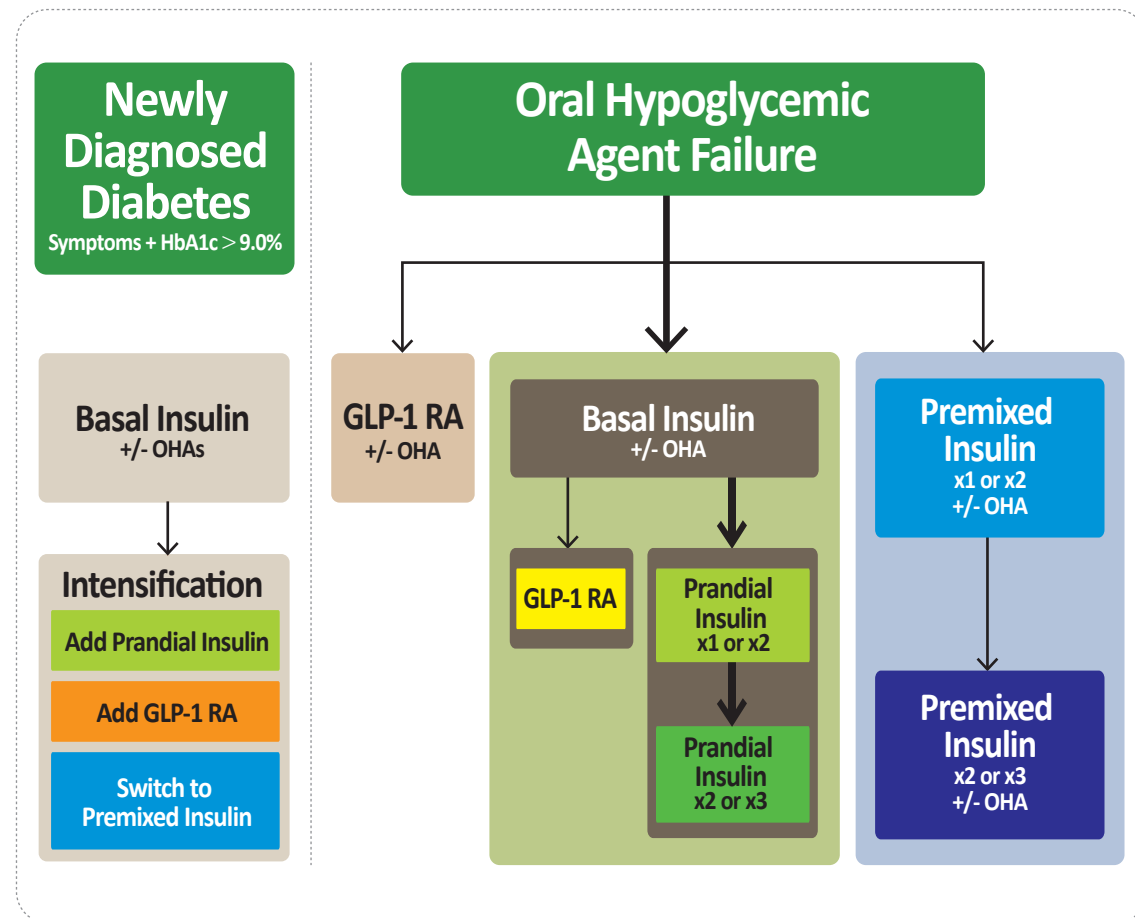 Newly
Diagnosed
Diabetes
Symptoms + HbA1c > 9.0%
Basal Insulin
+/- OHAs
Intensification
Add Prandial Insulin
Add GLP-1 RA
Switch to
Premixed Insulin
Oral Hypoglycemic
Agent Failure
GLP-1 RA
+/- OHA
Basal Insulin
+/- OHA
GLP-1 RA
Prandial
Insulin
x1 or x2
Prandial
Insulin
x2 or x3
Premixed
Insulin
x1 or x2
+/- OHA
Premixed
Insulin
x2 or x3
+/- OHA